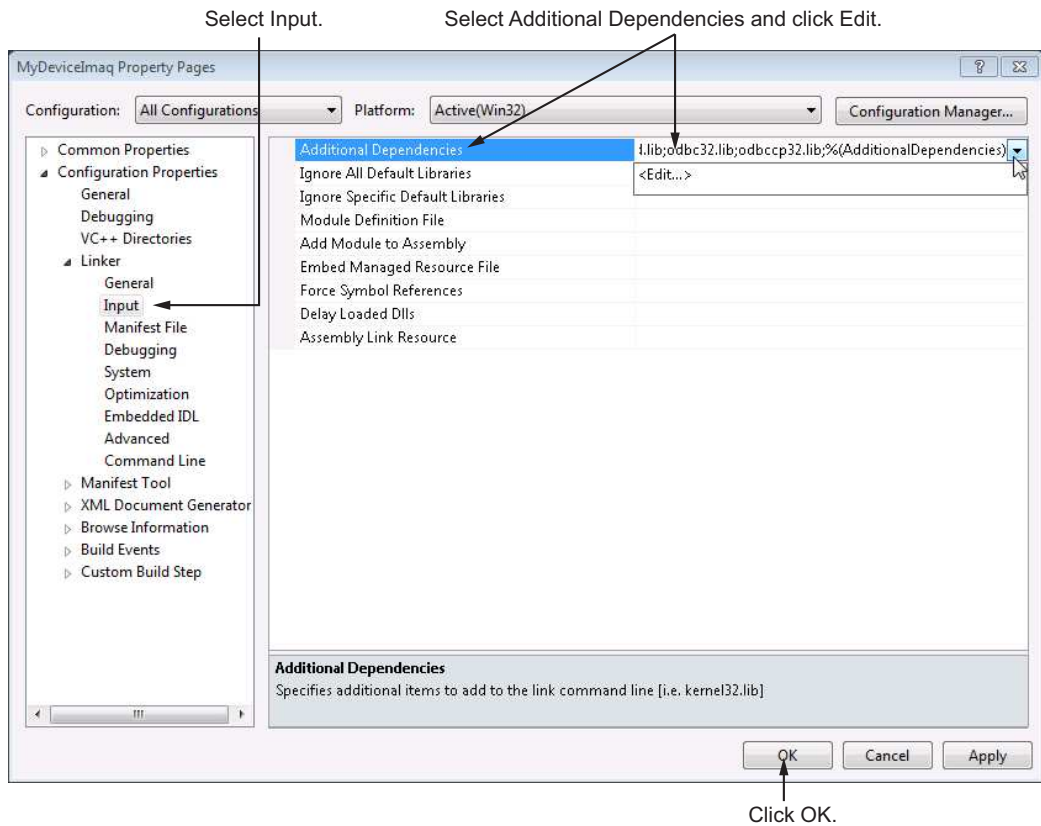 Select Input.
Select Additional Dependencies and click Edit.
MyDeviceImaq Property Pages
Configuration: All Configurations Platform: Active(Win32) Configuration Manager...
Common Properties
Configuration Properties
General
Debugging
VC++ Directories
Linker
General
Input
Manifest File
Debugging
System
Optimization
Embedded IDL
Advanced
Command Line
Manifest Tool
XML Document Generator
Browse Information
Build Events
Custom Build Step
Additional Dependencies .lib;odbc32.lib;odbccp32.lib;%(AdditionalDependencies)
Ignore All Default Libraries <Edit...>
Ignore Specific Default Libraries
Module Definition File
Add Module to Assembly
Embed Managed Resource File
Force Symbol References
Delay Loaded Dlls
Assembly Link Resource
Additional Dependencies
Specifies additional items to add to the link command line [i.e. kernel32.lib]
OK Cancel Apply
Click OK.